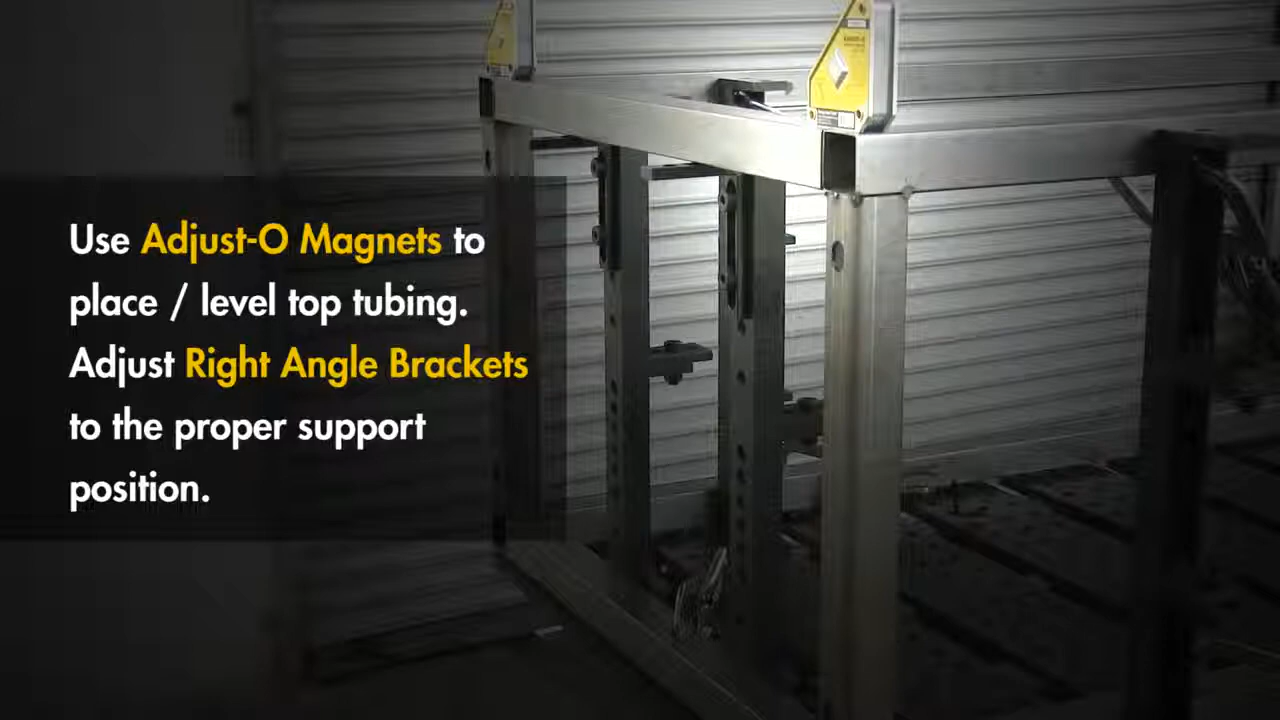 Use Adjust-O Magnets to
place / level top tubing.
Adjust Right Angle Brackets
to the proper support
position.